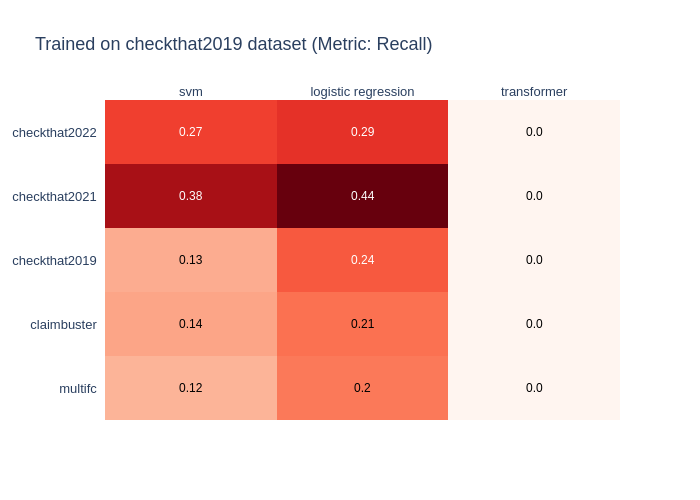 Trained on checkthat2019 dataset (Metric: Recall)
svm logistic regression transformer
checkthat2022 0.27 0.29 0.0
checkthat2021 0.38 0.44 0.0
checkthat2019 0.13 0.24 0.0
claimbuster 0.14 0.21 0.0
multifc 0.12 0.2 0.0